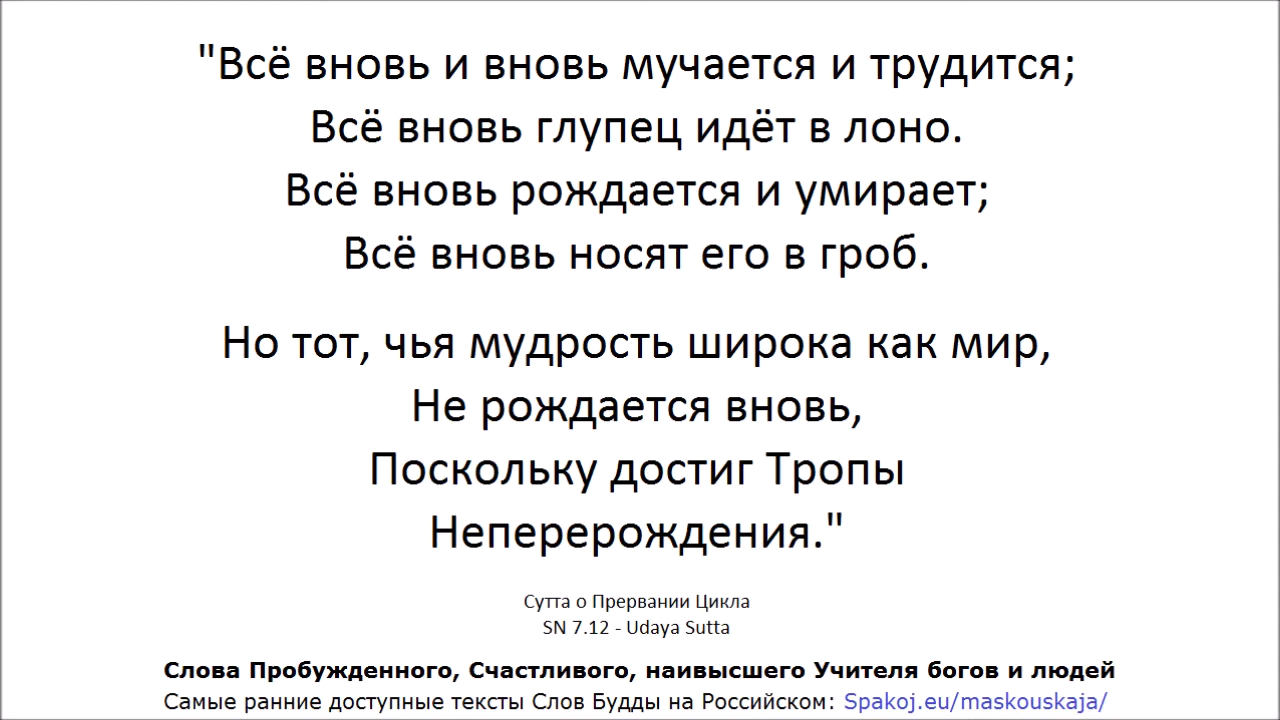 "Всё вновь и вновь мучается и трудится;
Всё вновь глупец идёт в лоно.
Всё вновь рождается и умирает;
Всё вновь носят его в гроб.
Но тот, чья мудрость широка как мир,
Не рождается вновь,
Поскольку достиг Тропы
Неперерождения."
Сутта о Прервании Цикла
SN 7.12 - Udaya Sutta
Слова Пробужденного, Счастливого, наивысшего Учителя богов и людей
Самые ранние доступные тексты Слов Будды на Российском: Spakoj.eu/maskouskaja/